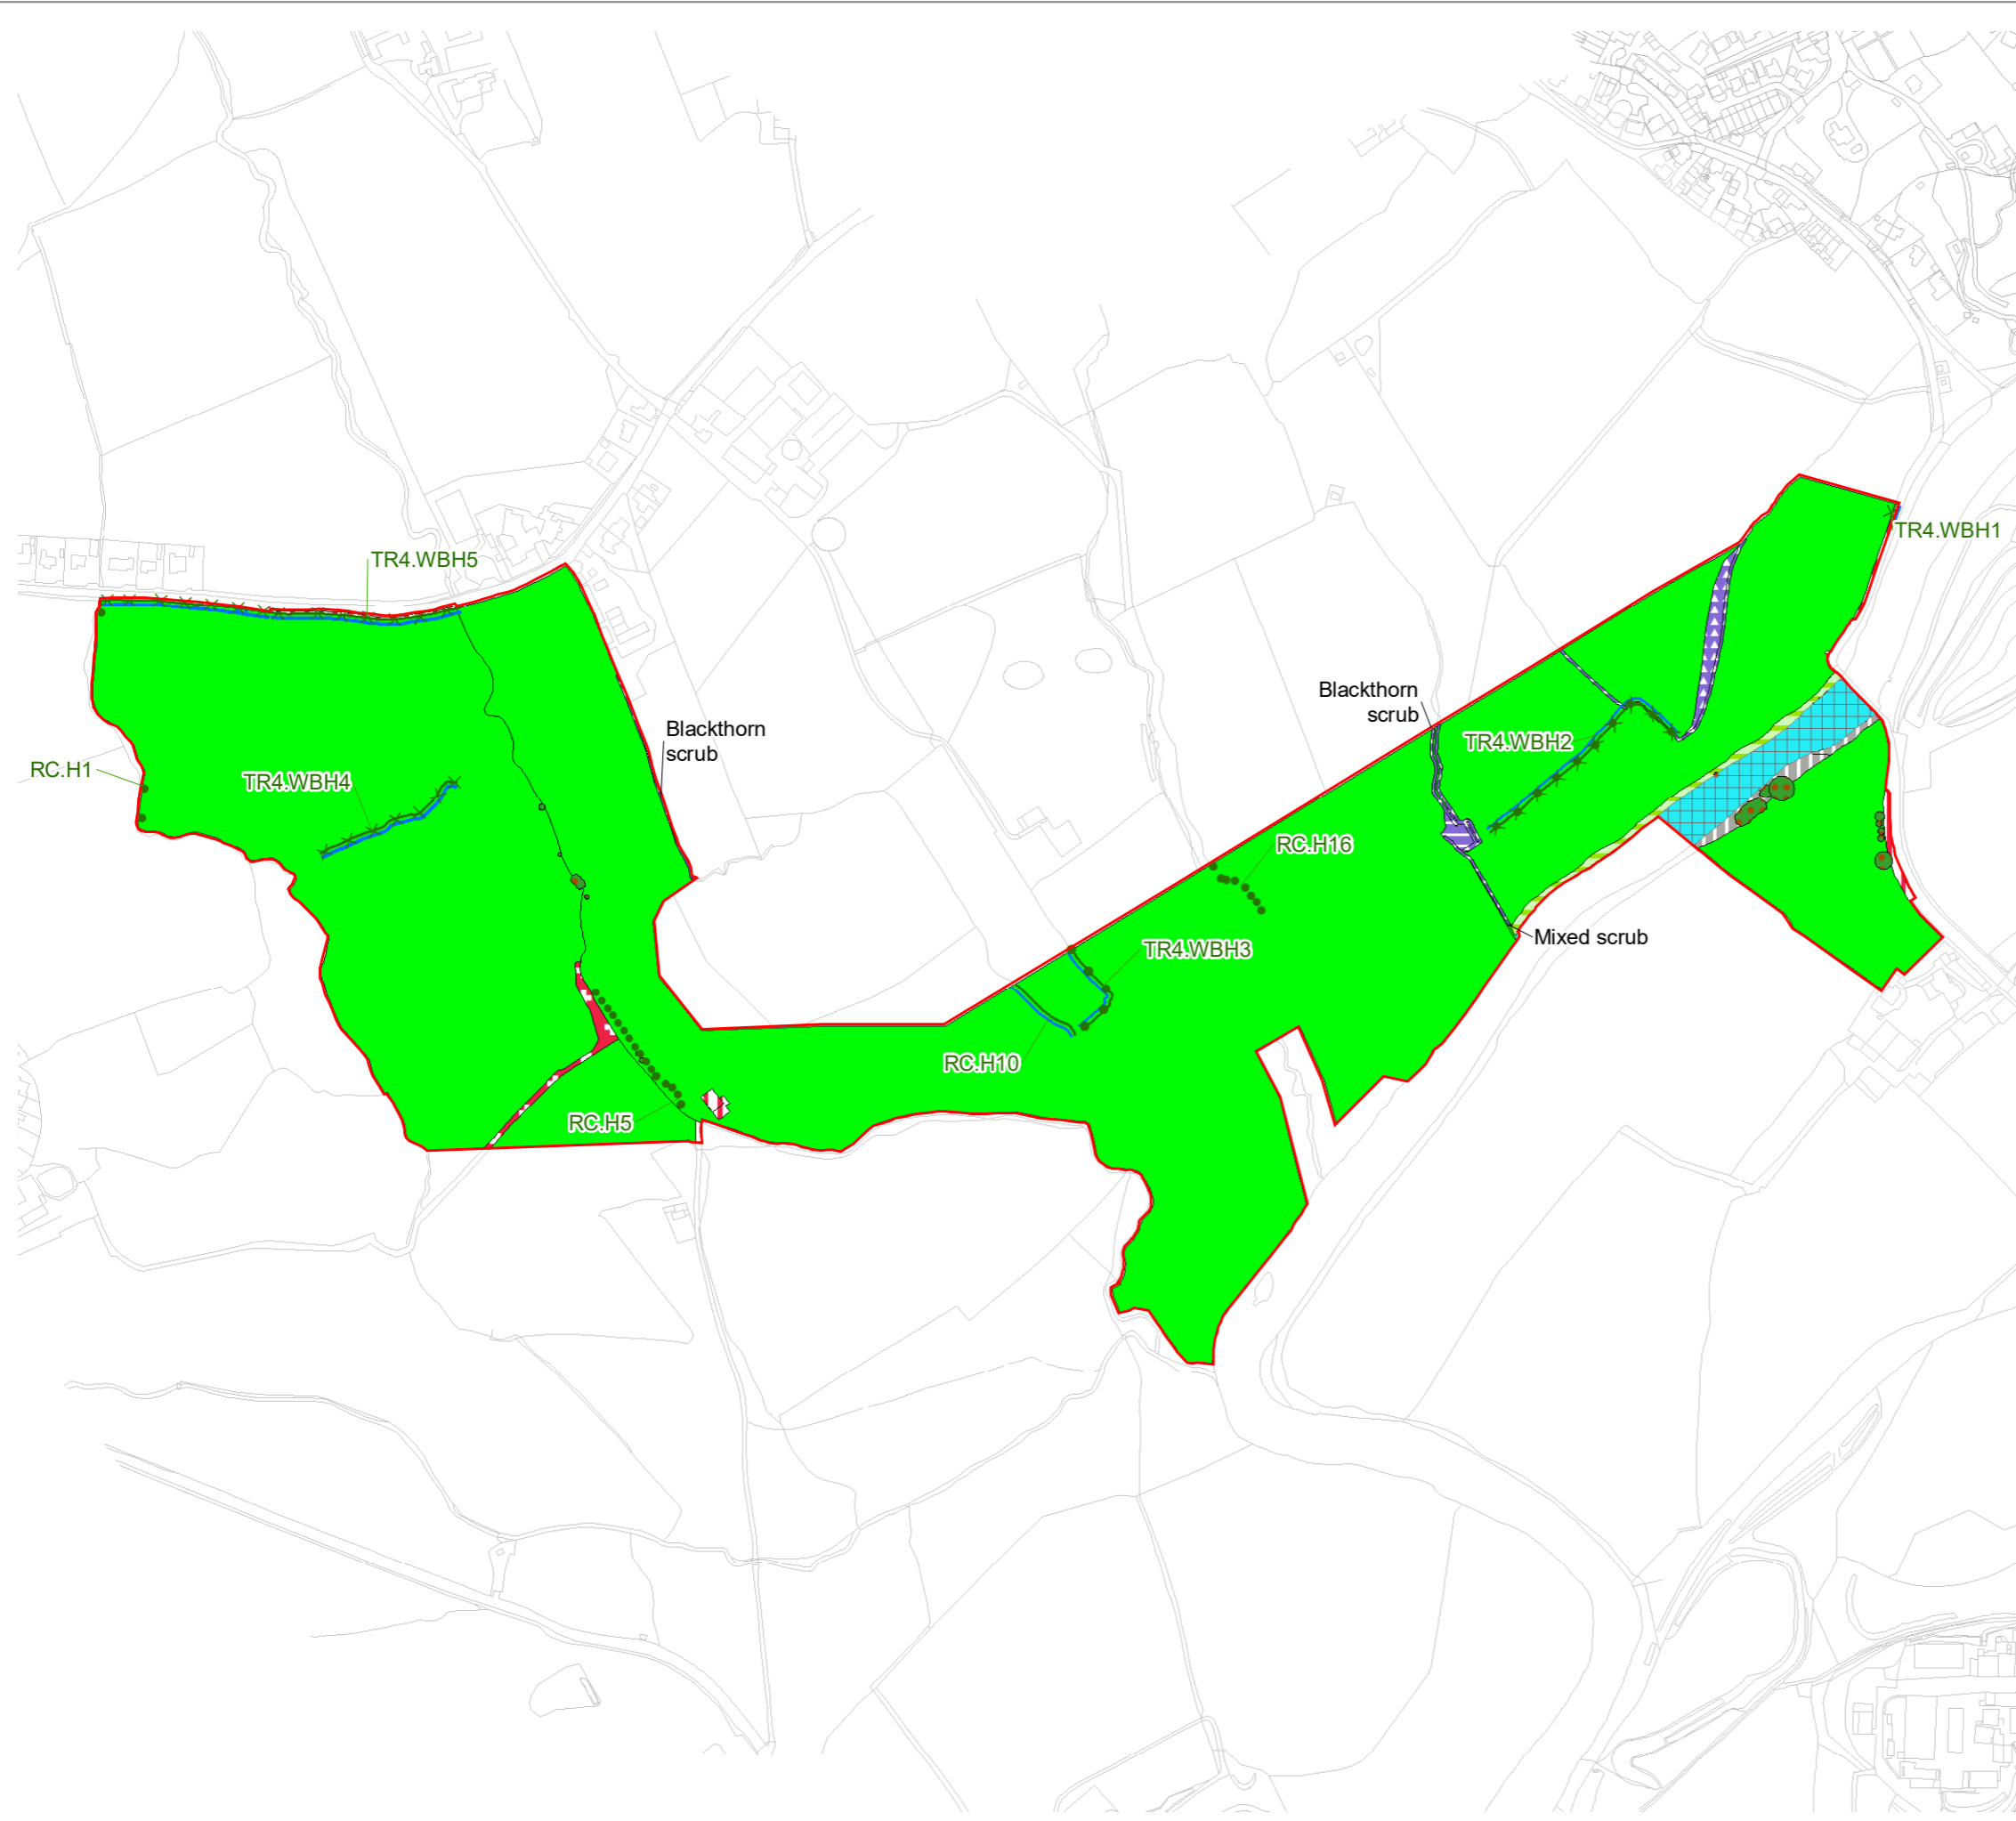 TR4.WBH1
TR4.WBH5
Blackthorn
scrub
Blackthorn
scrub
TR4.WBH2
RC.H1
TR4.WBH4
RC.H16
Mixed scrub
TR4.WBH3
RC.H10
RC.H5